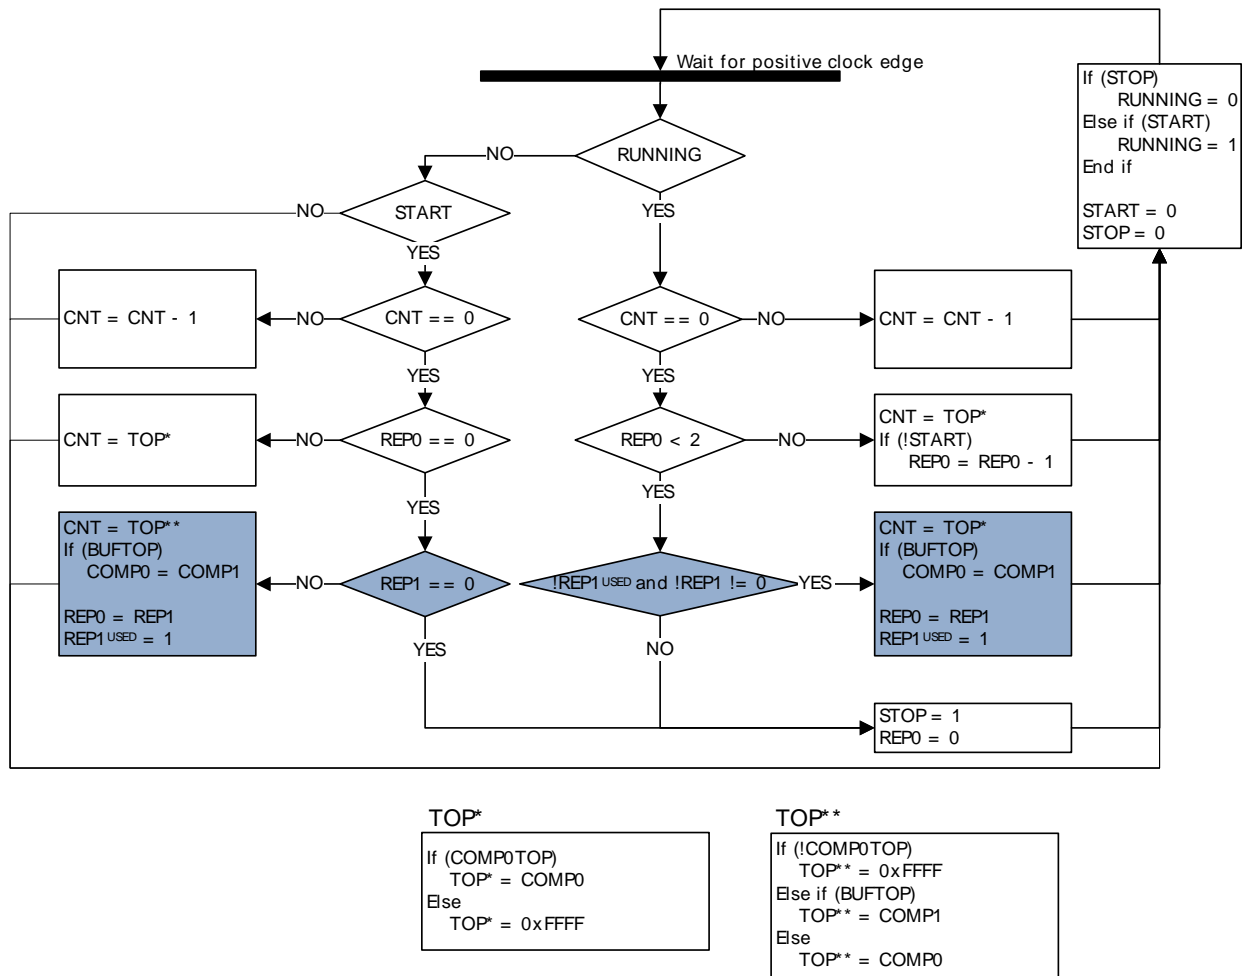 Wait for positive clock edge
If (STOP)
RUNNING = 0
Else if (START)
RUNNING = 1
End if
START = 0
STOP = 0
RUNNING
NO
YES
START
NO
YES
CNT = CNT - 1
NO
CNT == 0
YES
CNT == 0
NO
YES
CNT = CNT - 1
CNT = TOP*
NO
REP0 == 0
YES
REP0 < 2
NO
YES
CNT = TOP*
If (!START)
REP0 = REP0 - 1
CNT = TOP**
If (BUFTOP)
COMP0 = COMP1
REP0 = REP1
REP1 USED = 1
NO
REP1 == 0
YES
!REP1 USED and !REP1 != 0
YES
NO
CNT = TOP*
If (BUFTOP)
COMP0 = COMP1
REP0 = REP1
REP1 USED = 1
STOP = 1
REP0 = 0
TOP*
If (COMP0TOP)
TOP* = COMP0
Else
TOP* = 0xFFFF
TOP**
If (!COMP0TOP)
TOP** = 0xFFFF
Else if (BUFTOP)
TOP** = COMP1
Else
TOP** = COMP0